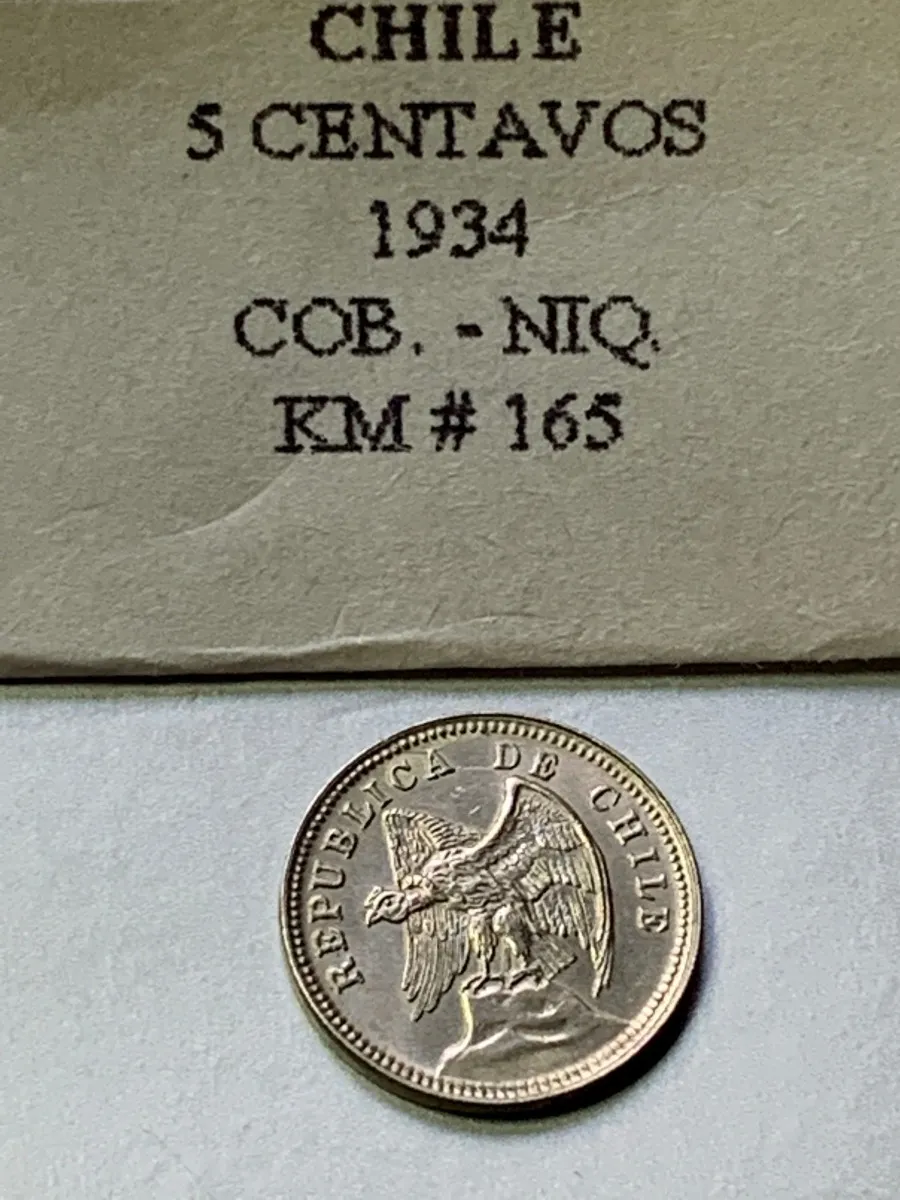 CHILE
5 CENTAVOS
1934
COB. - NIQ.
KM # 165
REPUBLICA DE CHILE